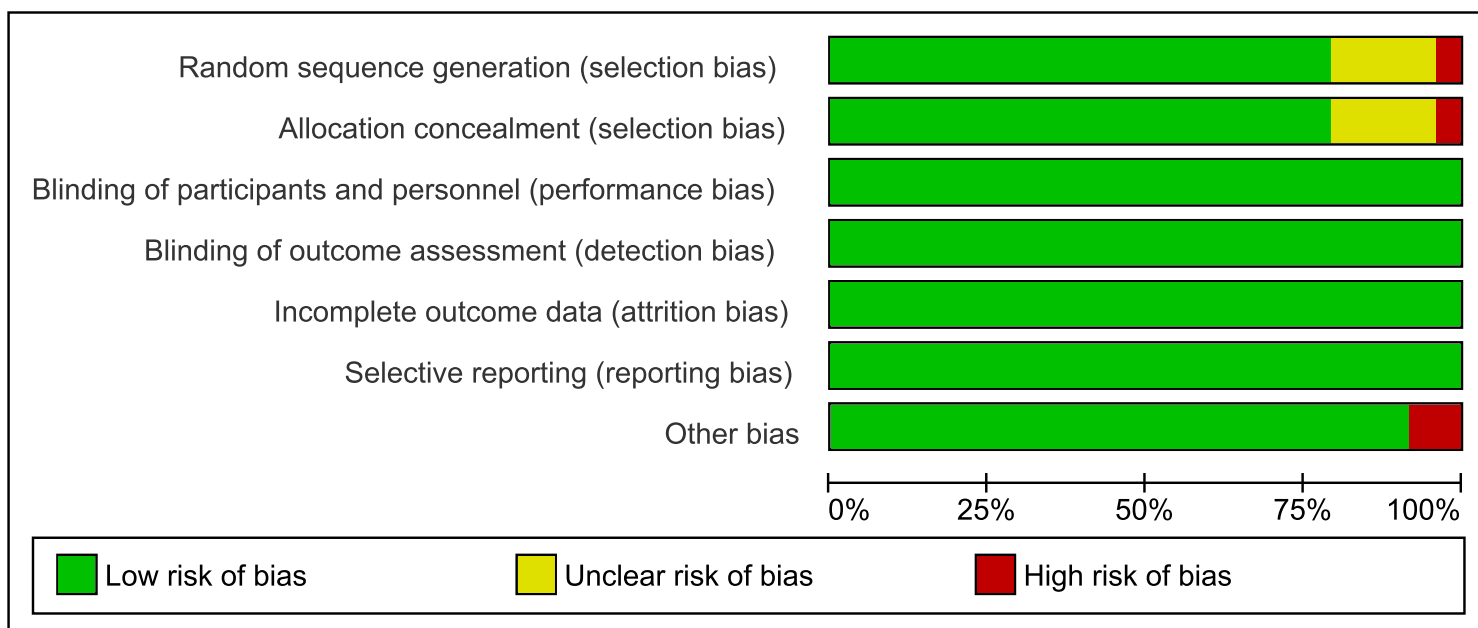 Random sequence generation (selection bias)
Allocation concealment (selection bias)
Blinding of participants and personnel (performance bias)
Blinding of outcome assessment (detection bias)
Incomplete outcome data (attrition bias)
Selective reporting (reporting bias)
Other bias
0% 25% 50% 75% 100%
Low risk of bias Unclear risk of bias High risk of bias